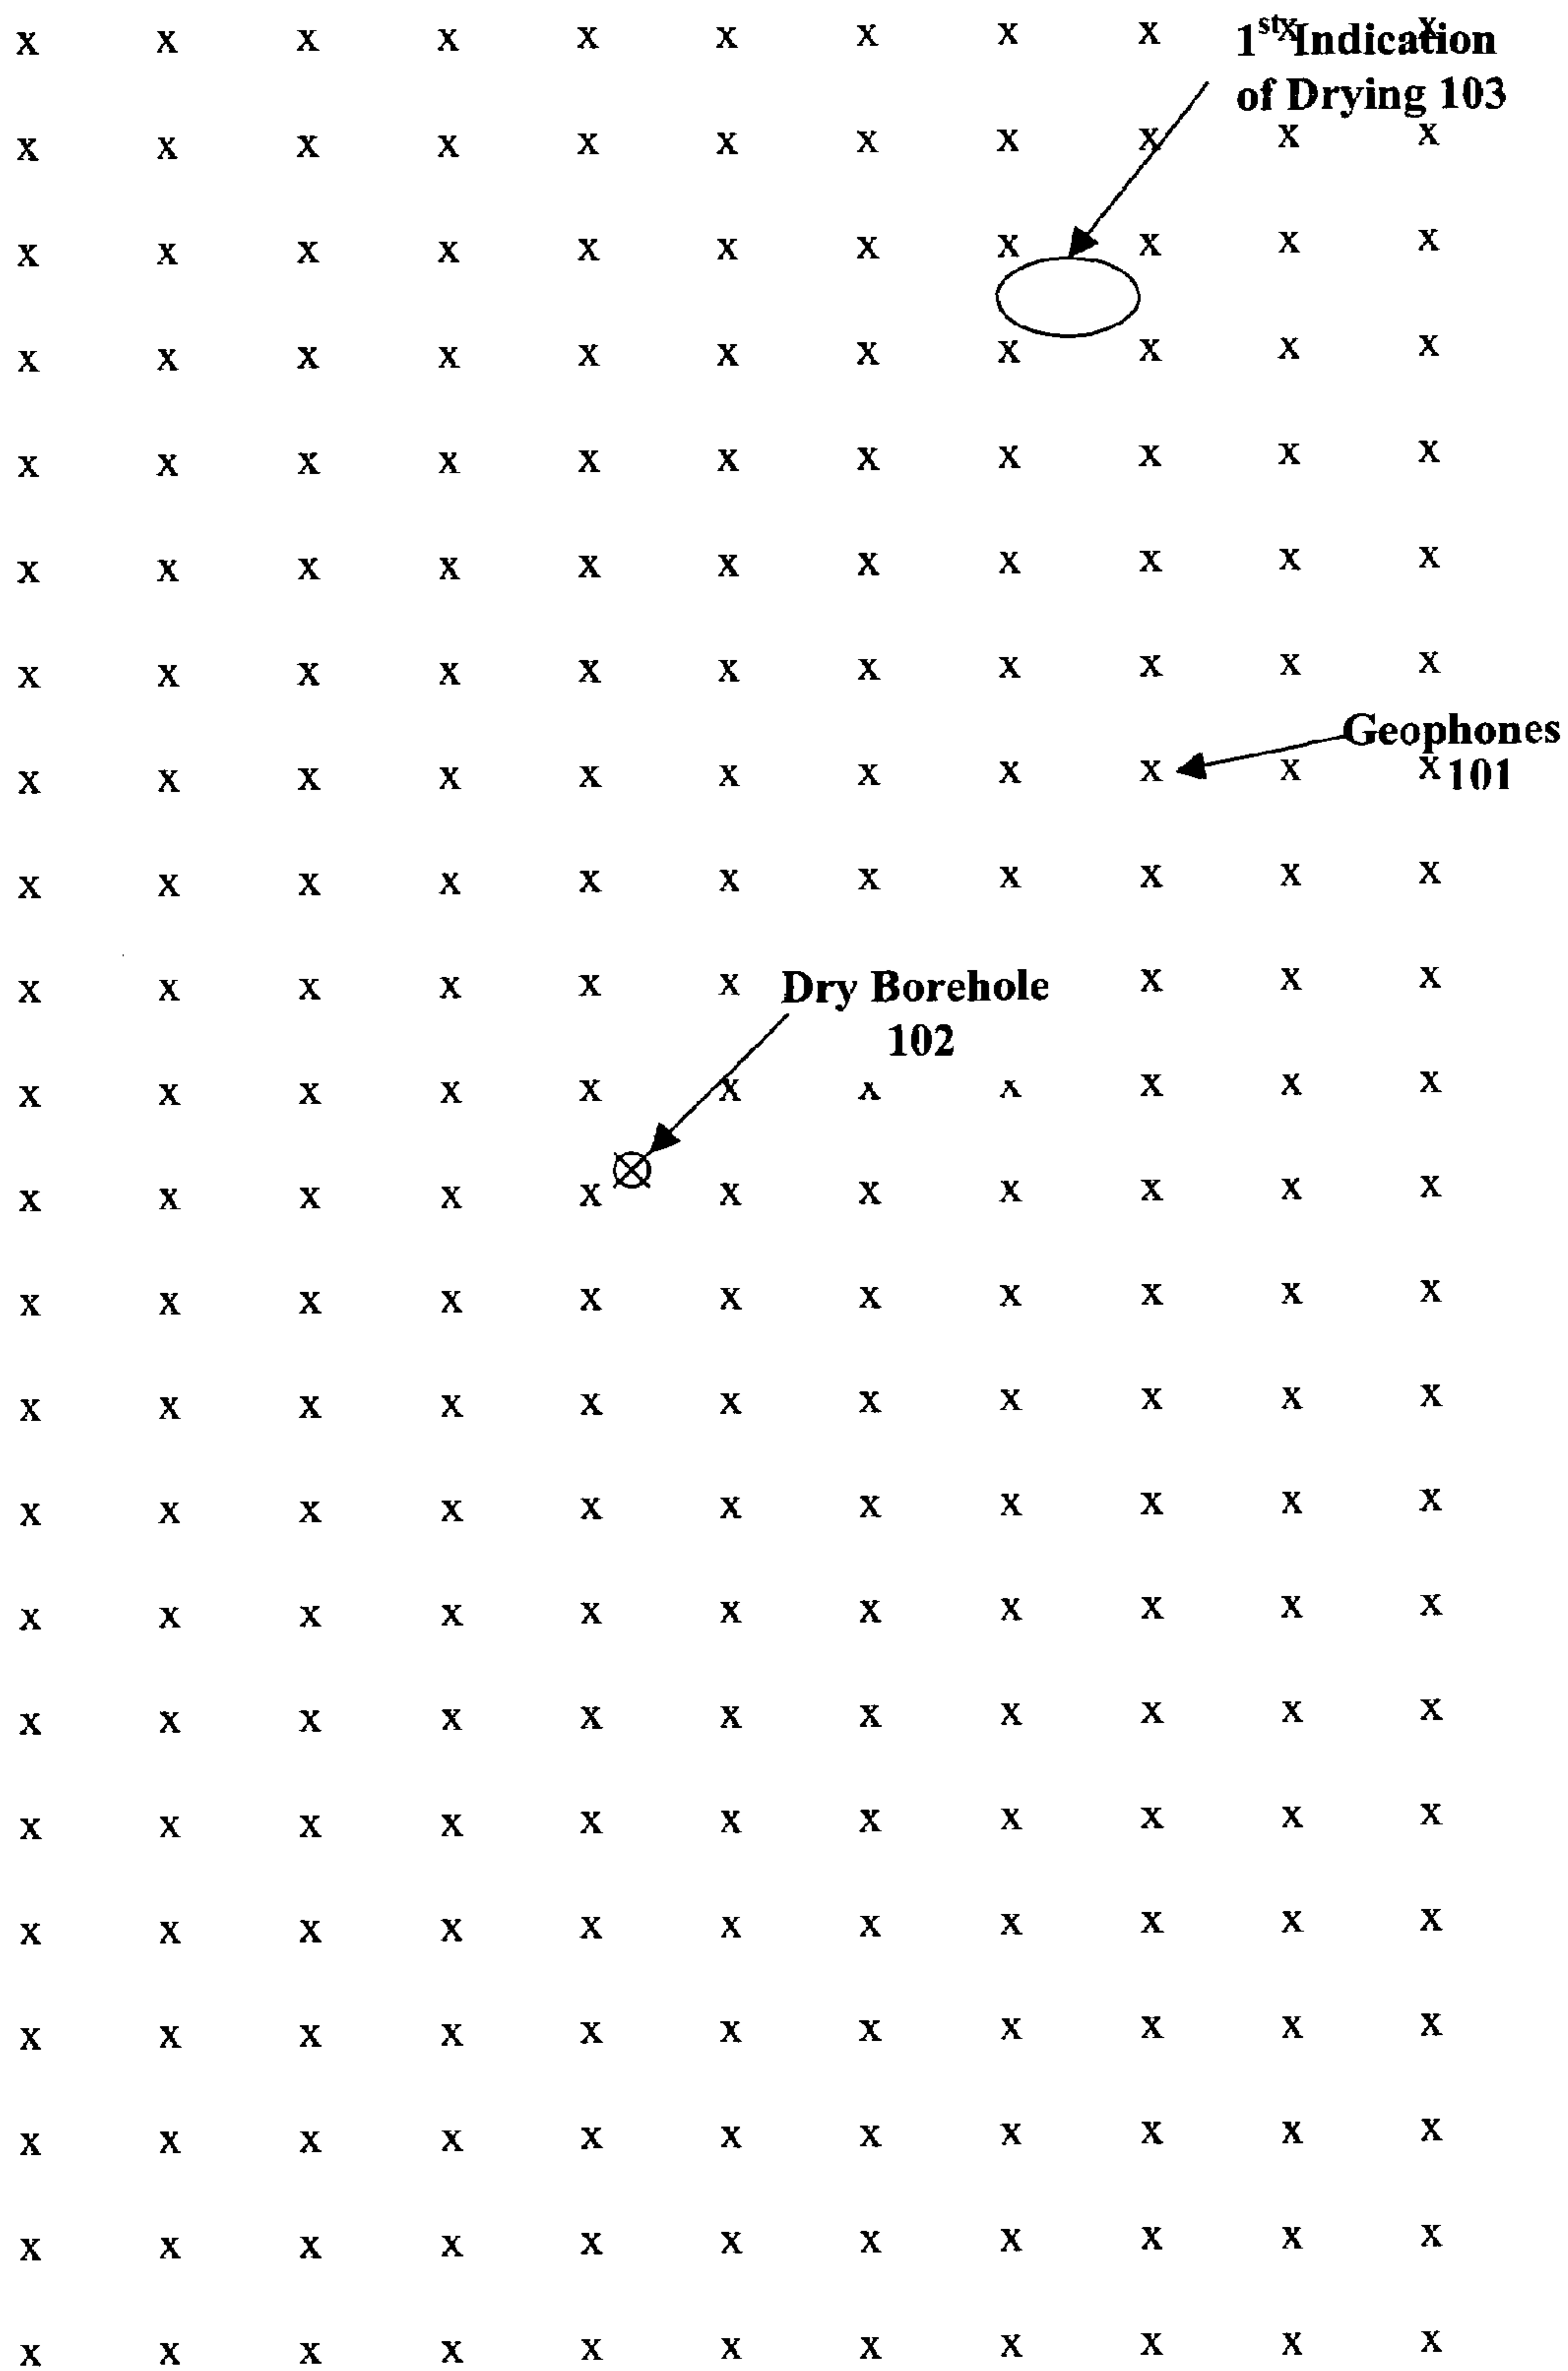 1st Indication
of Drying 103
Geophones
101
Dry Borehole
102